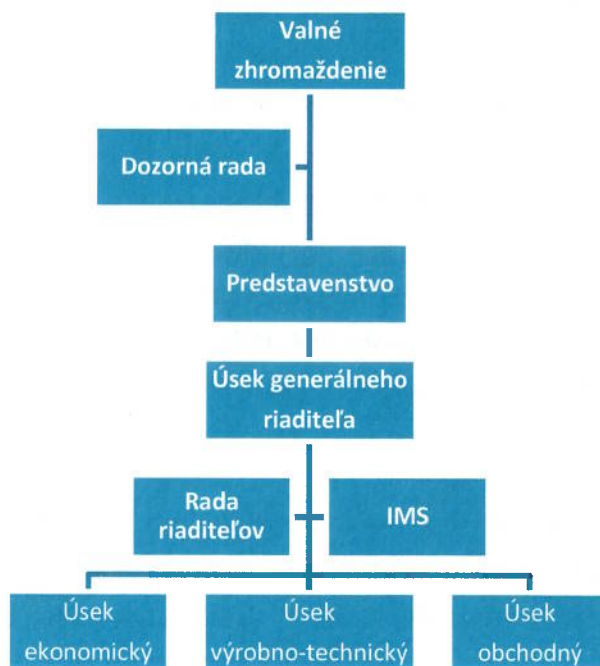 Valné
zhromaždenie
Dozorná rada
Predstavenstvo
Úsek generálneho
riaditeľa
Rada
riaditeľov
IMS
Úsek
ekonomický
Úsek
výrobno-technický
Úsek
obchodný